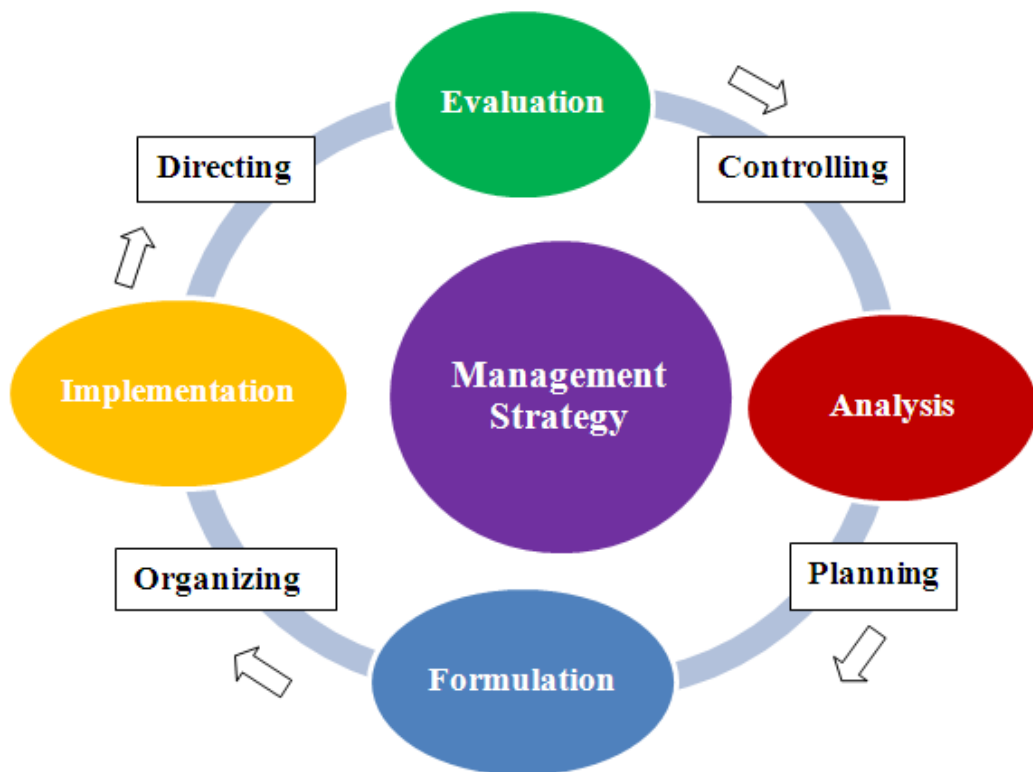 Evaluation
Directing
Controlling
Implementation
Management
Strategy
Analysis
Organizing
Planning
Formulation